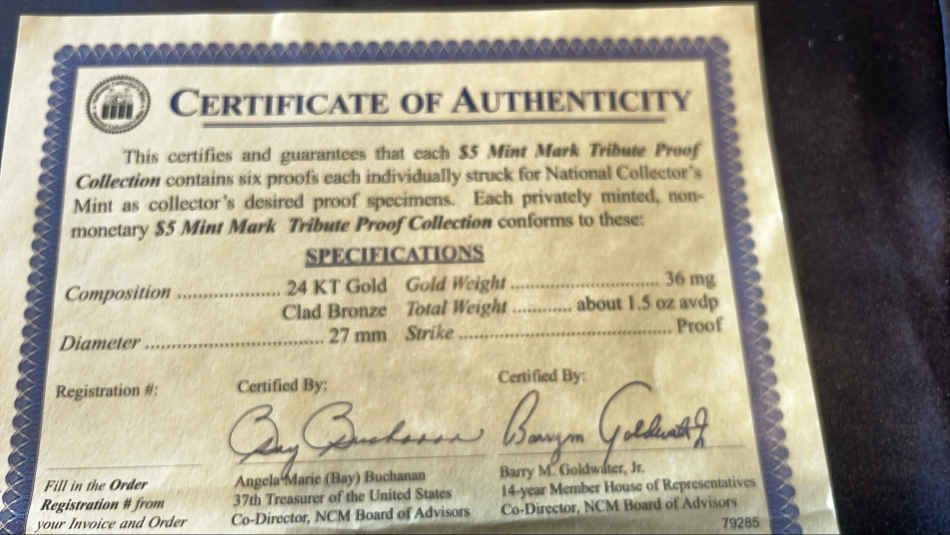 CERTIFICATE OF AUTHENTICITY
This certifies and guarantees that each $5 Mint Mark Tribute Proof
Collection contains six proofs each individually struck for National Collector's
Mint as collector's desired proof specimens. Each privately minted, non-
monetary $5 Mint Mark Tribute Proof Collection conforms to these:
SPECIFICATIONS
Composition .................... 24 KT Gold Gold Weight ............................ 36 mg
Clad Bronze Total Weight ............ about 1.5 oz avdp
Diameter .................................. 27 mm Strike ........................................ Proof
Registration #: Certified By: Certified By:
Bay Buchanan Barry M Goldwater Jr
Angela Marie (Bay) Buchanan Barry M. Goldwater, Jr.
Fill in the Order 37th Treasurer of the United States 14-year Member House of Representatives
Registration # from Co-Director, NCM Board of Advisors Co-Director, NCM Board of Advisors
your Invoice and Order 79285